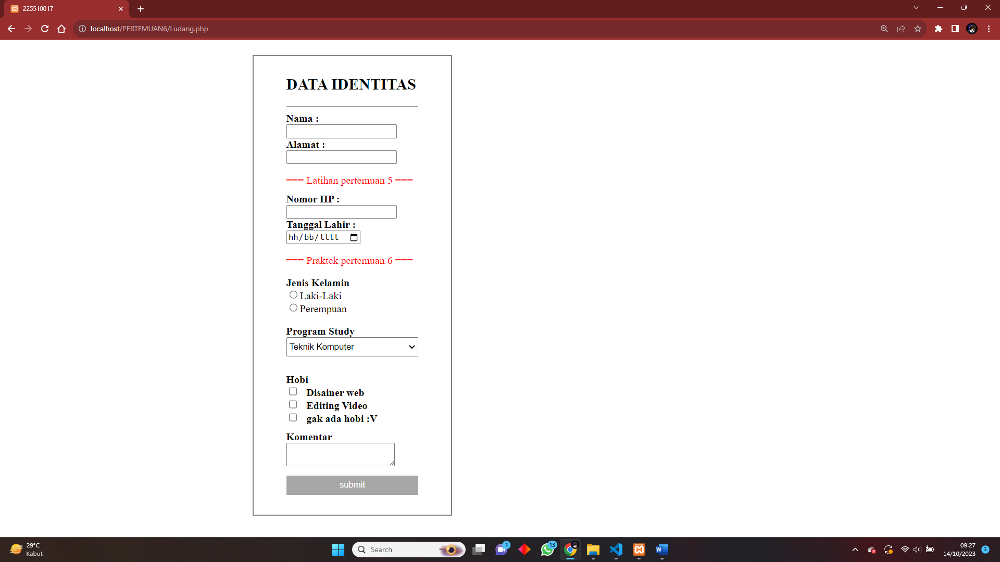 225510017
localhost/PERTEMUAN6/Ludang.php
DATA IDENTITAS
Nama :
Alamat :
=== Latihan pertemuan 5 ===
Nomor HP :
Tanggal Lahir :
hh/bb/tttt
=== Praktek pertemuan 6 ===
Jenis Kelamin
Laki-Laki
Perempuan
Program Study
Teknik Komputer
Hobi
Disainer web
Editing Video
gak ada hobi :V
Komentar
submit
29°C
Kabut
Search
1
13
09:27
14/10/2023
3